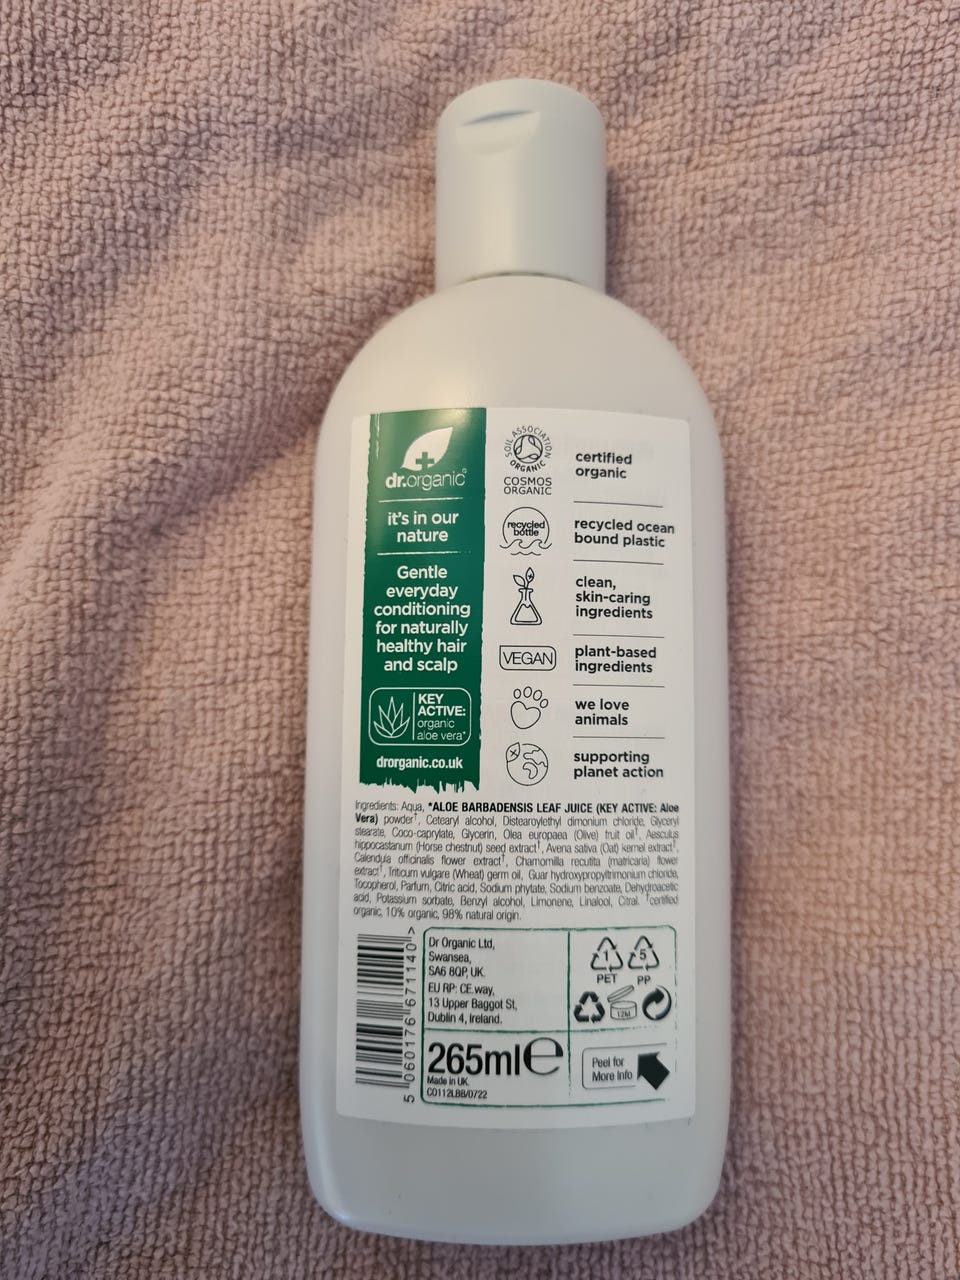 dr.organic
it's in our
nature
Gentle
everyday
conditioning
for naturally
healthy hair
and scalp
KEY
ACTIVE:
organic
aloe vera*
drorganic.co.uk
SOIL ASSOCIATION
ORGANIC
COSMOS
ORGANIC
certified
organic
recycled
bottle
recycled ocean
bound plastic
clean,
skin-caring
ingredients
VEGAN
plant-based
ingredients
we love
animals
supporting
planet action
Ingredients: Aqua, *ALOE BARBADENSIS LEAF JUICE (KEY ACTIVE: Aloe
Vera) powder†, Cetearyl alcohol, Distearoylethyl dimonium chloride, Glyceryl
stearate, Coco-caprylate, Glycerin, Olea europaea (Olive) fruit oil†, Aesculus
hippocastanum (Horse chestnut) seed extract†, Avena sativa (Oat) kernel extract†,
Calendula officinalis flower extract†, Chamomilla recutita (matricaria) flower
extract†, Triticum vulgare (Wheat) germ oil, Guar hydroxypropyltrimonium chloride,
Tocopherol, Parfum, Citric acid, Sodium phytate, Sodium benzoate, Dehydroacetic
acid, Potassium sorbate, Benzyl alcohol, Limonene, Linalool, Citral. †certified
organic, 10% organic, 98% natural origin.
5 060176 671140 >
Dr Organic Ltd,
Swansea,
SA6 8QP, UK.
EU RP: CE.way,
13 Upper Baggot St,
Dublin 4, Ireland.
1
PET
5
PP
12M
265ml e
Made in UK
C0112LBB/0722
Peel for
More Info